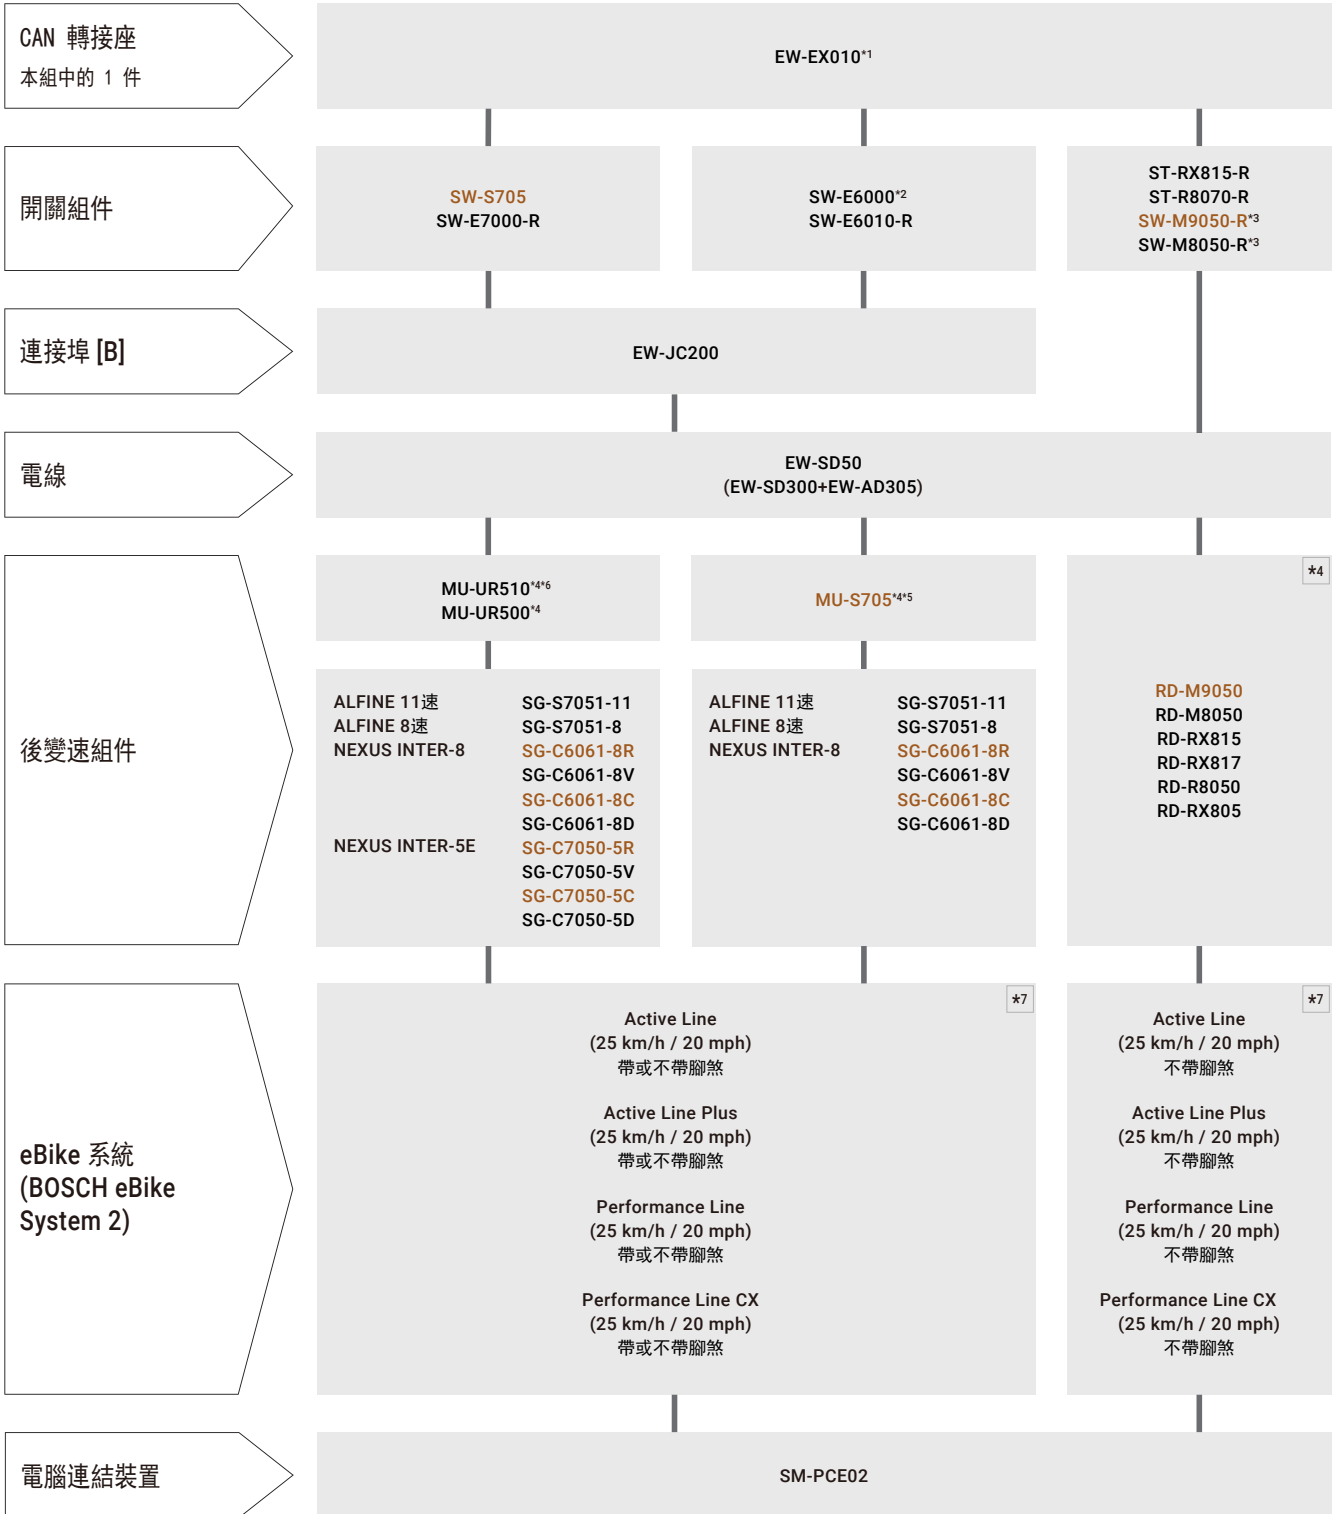 CAN 轉接座
本組中的 1 件
EW-EX010*1
開關組件
SW-S705
SW-E7000-R
SW-E6000*2
SW-E6010-R
ST-RX815-R
ST-R8070-R
SW-M9050-R*3
SW-M8050-R*3
連接埠 [B]
EW-JC200
電線
EW-SD50
(EW-SD300+EW-AD305)
後變速組件
MU-UR510*4*6
MU-UR500*4
MU-S705*4*5
*4
ALFINE 11速 SG-S7051-11
ALFINE 8速 SG-S7051-8
NEXUS INTER-8 SG-C6061-8R
SG-C6061-8V
SG-C6061-8C
SG-C6061-8D
NEXUS INTER-5E SG-C7050-5R
SG-C7050-5V
SG-C7050-5C
SG-C7050-5D
ALFINE 11速 SG-S7051-11
ALFINE 8速 SG-S7051-8
NEXUS INTER-8 SG-C6061-8R
SG-C6061-8V
SG-C6061-8C
SG-C6061-8D
RD-M9050
RD-M8050
RD-RX815
RD-RX817
RD-R8050
RD-RX805
eBike 系統
(BOSCH eBike
System 2)
*7
Active Line
(25 km/h / 20 mph)
帶或不帶腳煞
Active Line Plus
(25 km/h / 20 mph)
帶或不帶腳煞
Performance Line
(25 km/h / 20 mph)
帶或不帶腳煞
Performance Line CX
(25 km/h / 20 mph)
帶或不帶腳煞
*7
Active Line
(25 km/h / 20 mph)
不帶腳煞
Active Line Plus
(25 km/h / 20 mph)
不帶腳煞
Performance Line
(25 km/h / 20 mph)
不帶腳煞
Performance Line CX
(25 km/h / 20 mph)
不帶腳煞
電腦連結裝置
SM-PCE02